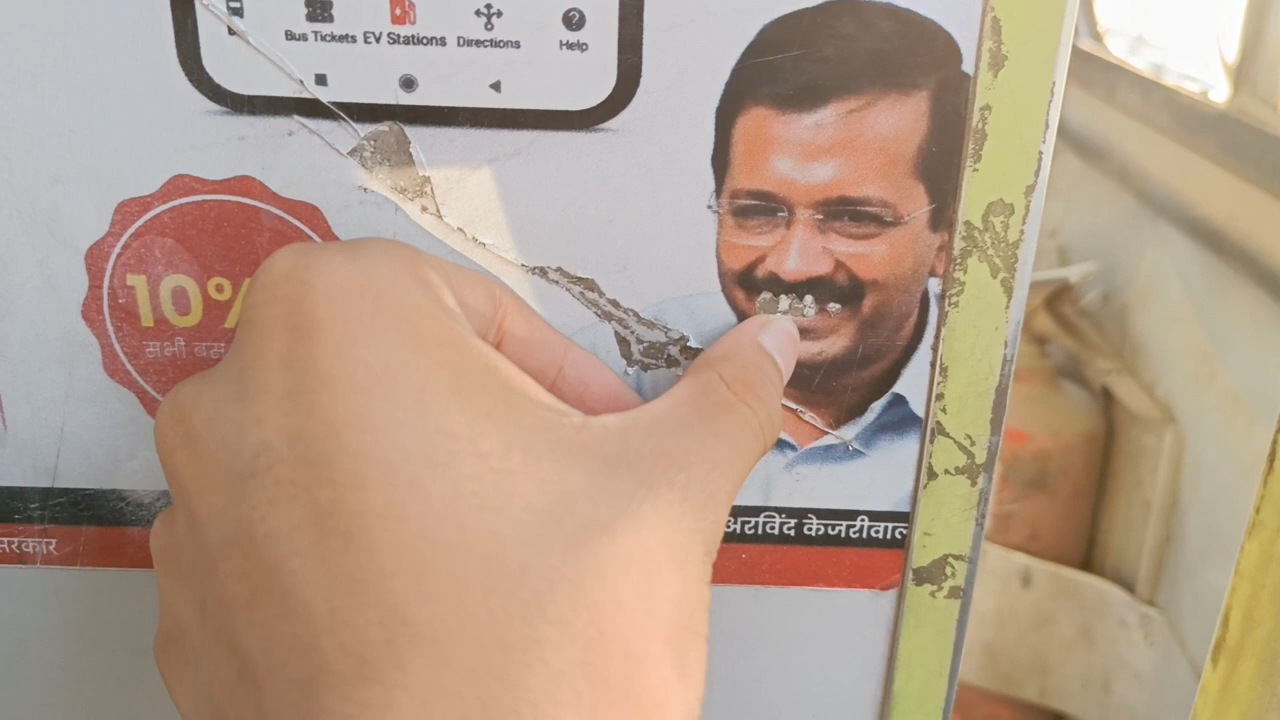 Bus Tickets
EV Stations
Directions
Help
10%
सभी बस
सरकार
अरविंद केजरीवाल